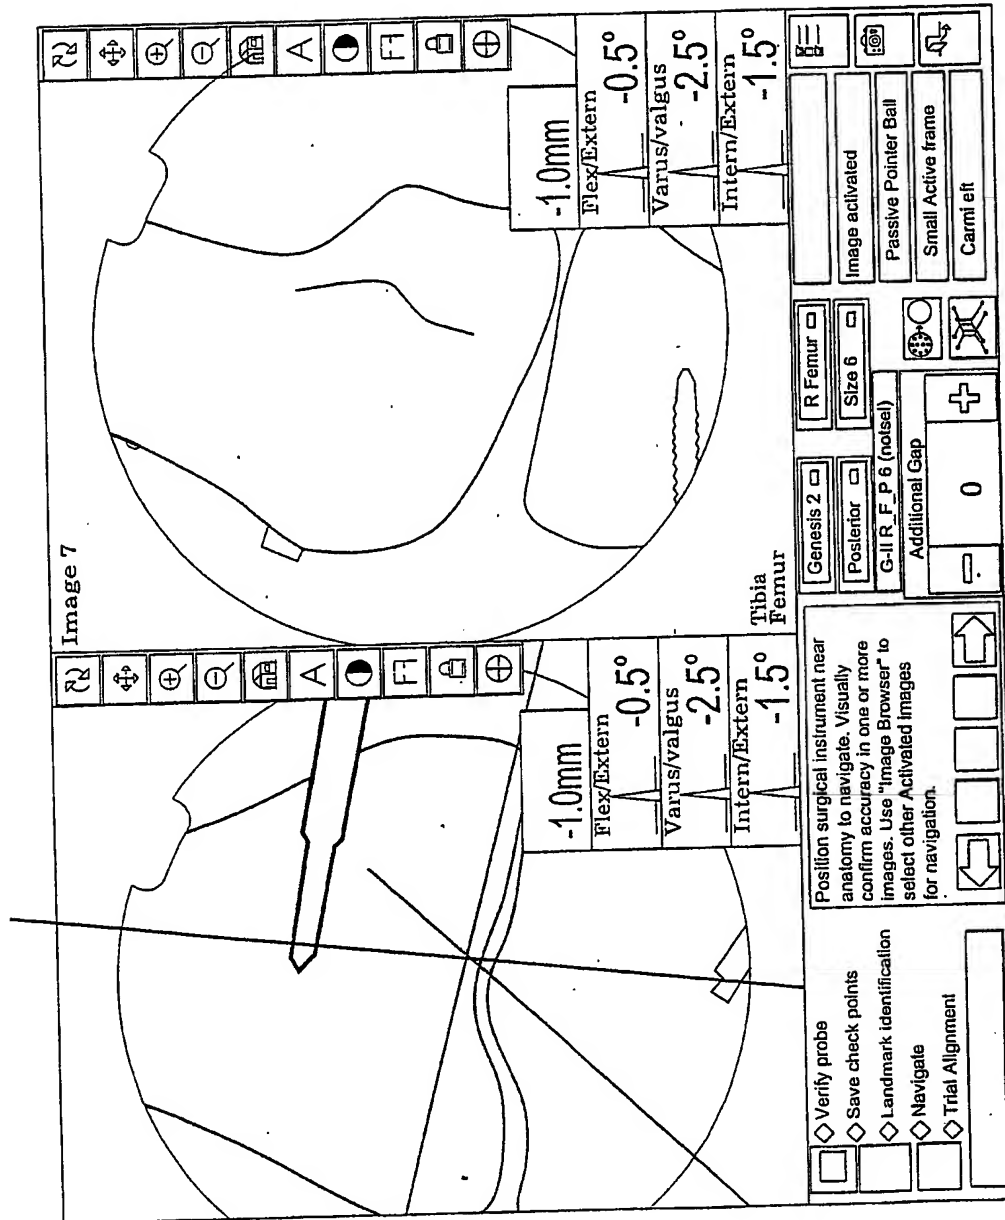 Image 7
-1.0mm
Flex/Extern
-0.5°
Varus/valgus
-2.5°
Intern/Extern
-1.5°
-1.0mm
Flex/Extern
-0.5°
Varus/valgus
-2.5°
Intern/Extern
-1.5°
Tibia
Femur
A
A
Verify probe
Save check points
Landmark identification
Navigate
Trial Alignment
Position surgical instrument near
anatomy to navigate. Visually
confirm accuracy in one or more
images. Use "Image Browser" to
select other Activated Images
for navigation.
Genesis 2
R Femur
Posterior
Size 6
G-II R_F_P 6 (notsel)
Additional Gap
0
Image activated
Passive Pointer Ball
Small Active frame
Carmi eft